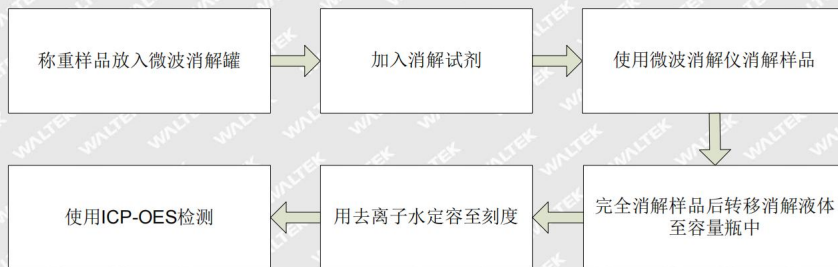 称重样品放入微波消解罐
加入消解试剂
使用微波消解仪消解样品
完全消解样品后转移消解液体
至容量瓶中
用去离子水定容至刻度
使用ICP-OES检测
WALTEK